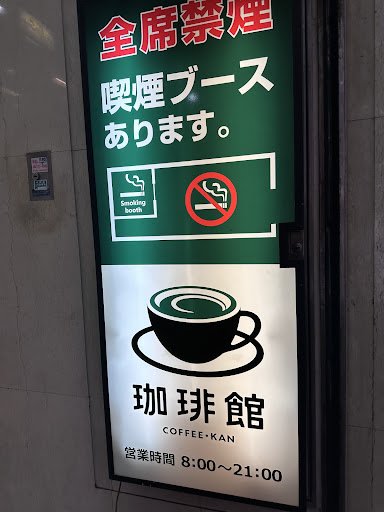 全席禁煙
喫煙ブース
あります。
Smoking
booth
珈琲館
COFFEE・KAN
営業時間 8:00〜21:00